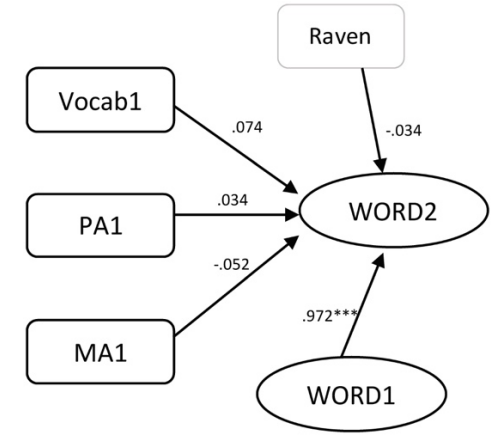 Raven
Vocab1
.074
-.034
PA1
.034
WORD2
-.052
MA1
.972***
WORD1